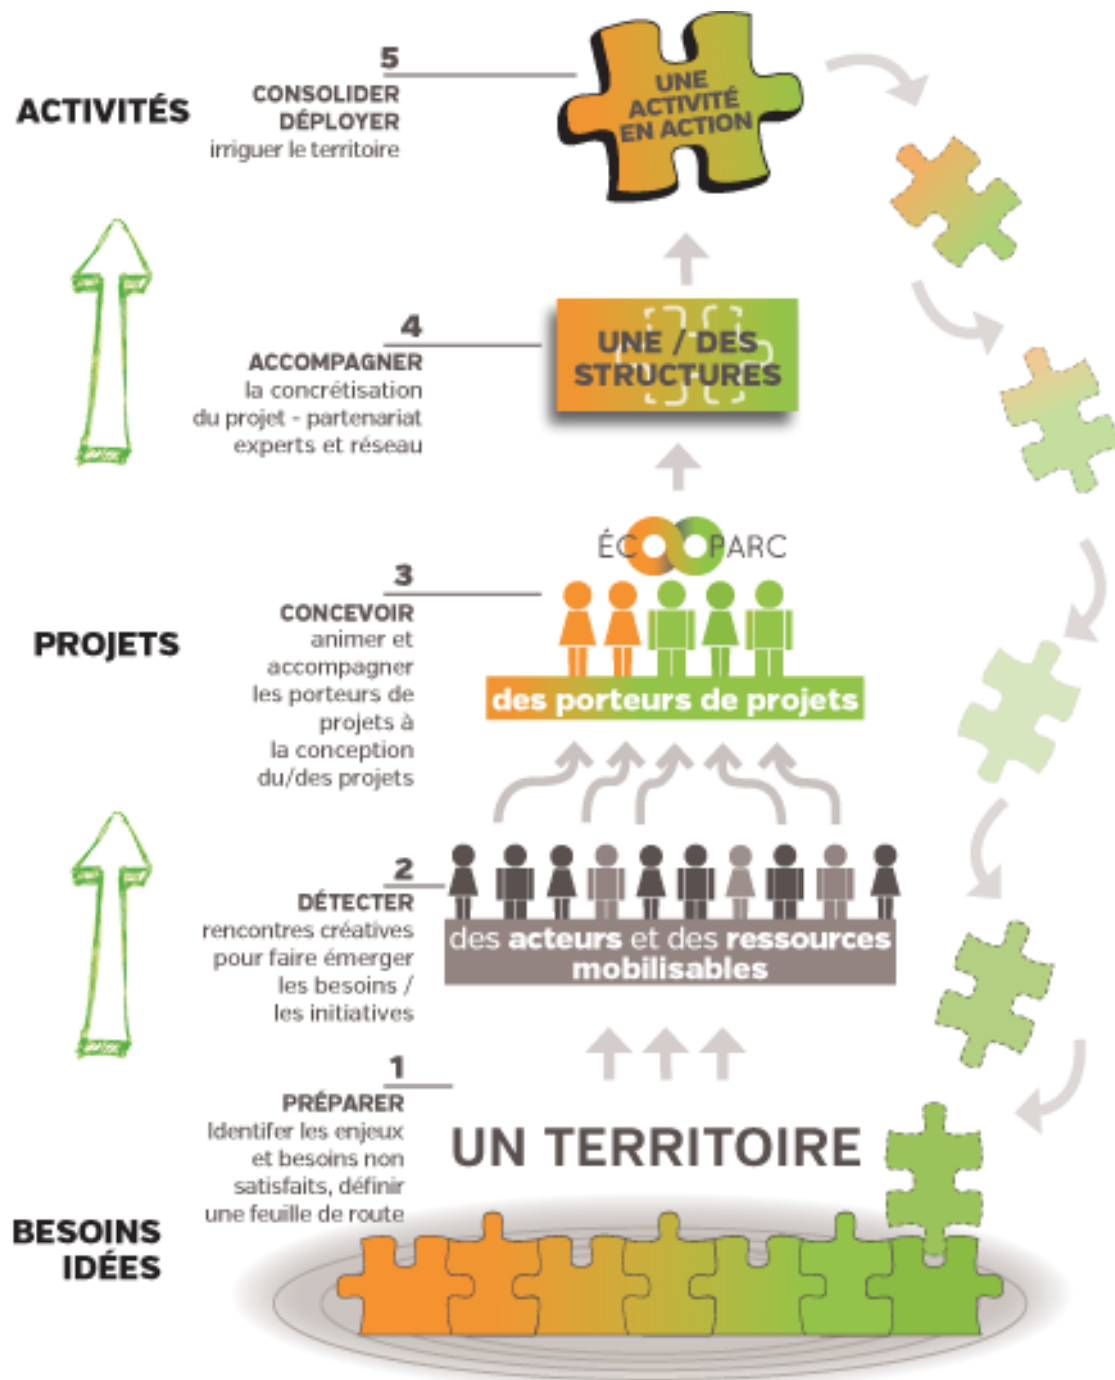 5
ACTIVITÉS
CONSOLIDER
DÉPLOYER
irriguer le territoire
UNE
ACTIVITÉ
EN ACTION
4
ACCOMPAGNER
la concrétisation
du projet - partenariat
experts et réseau
UNE / DES
STRUCTURES
ÉCOOPARC
3
PROJETS
CONCEVOIR
animer et
accompagner
les porteurs de
projets à
la conception
du/des projets
des porteurs de projets
2
DÉTECTER
rencontres créatives
pour faire émerger
les besoins /
les initiatives
des acteurs et des ressources
mobilisables
1
PRÉPARER
Identifer les enjeux
et besoins non
satisfaits, définir
une feuille de route
UN TERRITOIRE
BESOINS
IDÉES